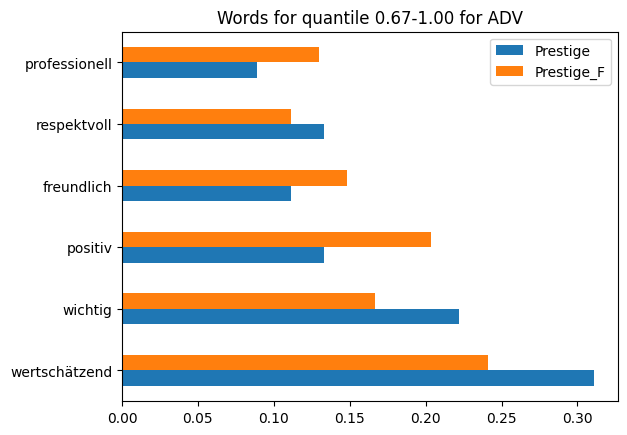 Words for quantile 0.67-1.00 for ADV
Prestige
Prestige_F
professionell
respektvoll
freundlich
positiv
wichtig
wertschätzend
0.00 0.05 0.10 0.15 0.20 0.25 0.30